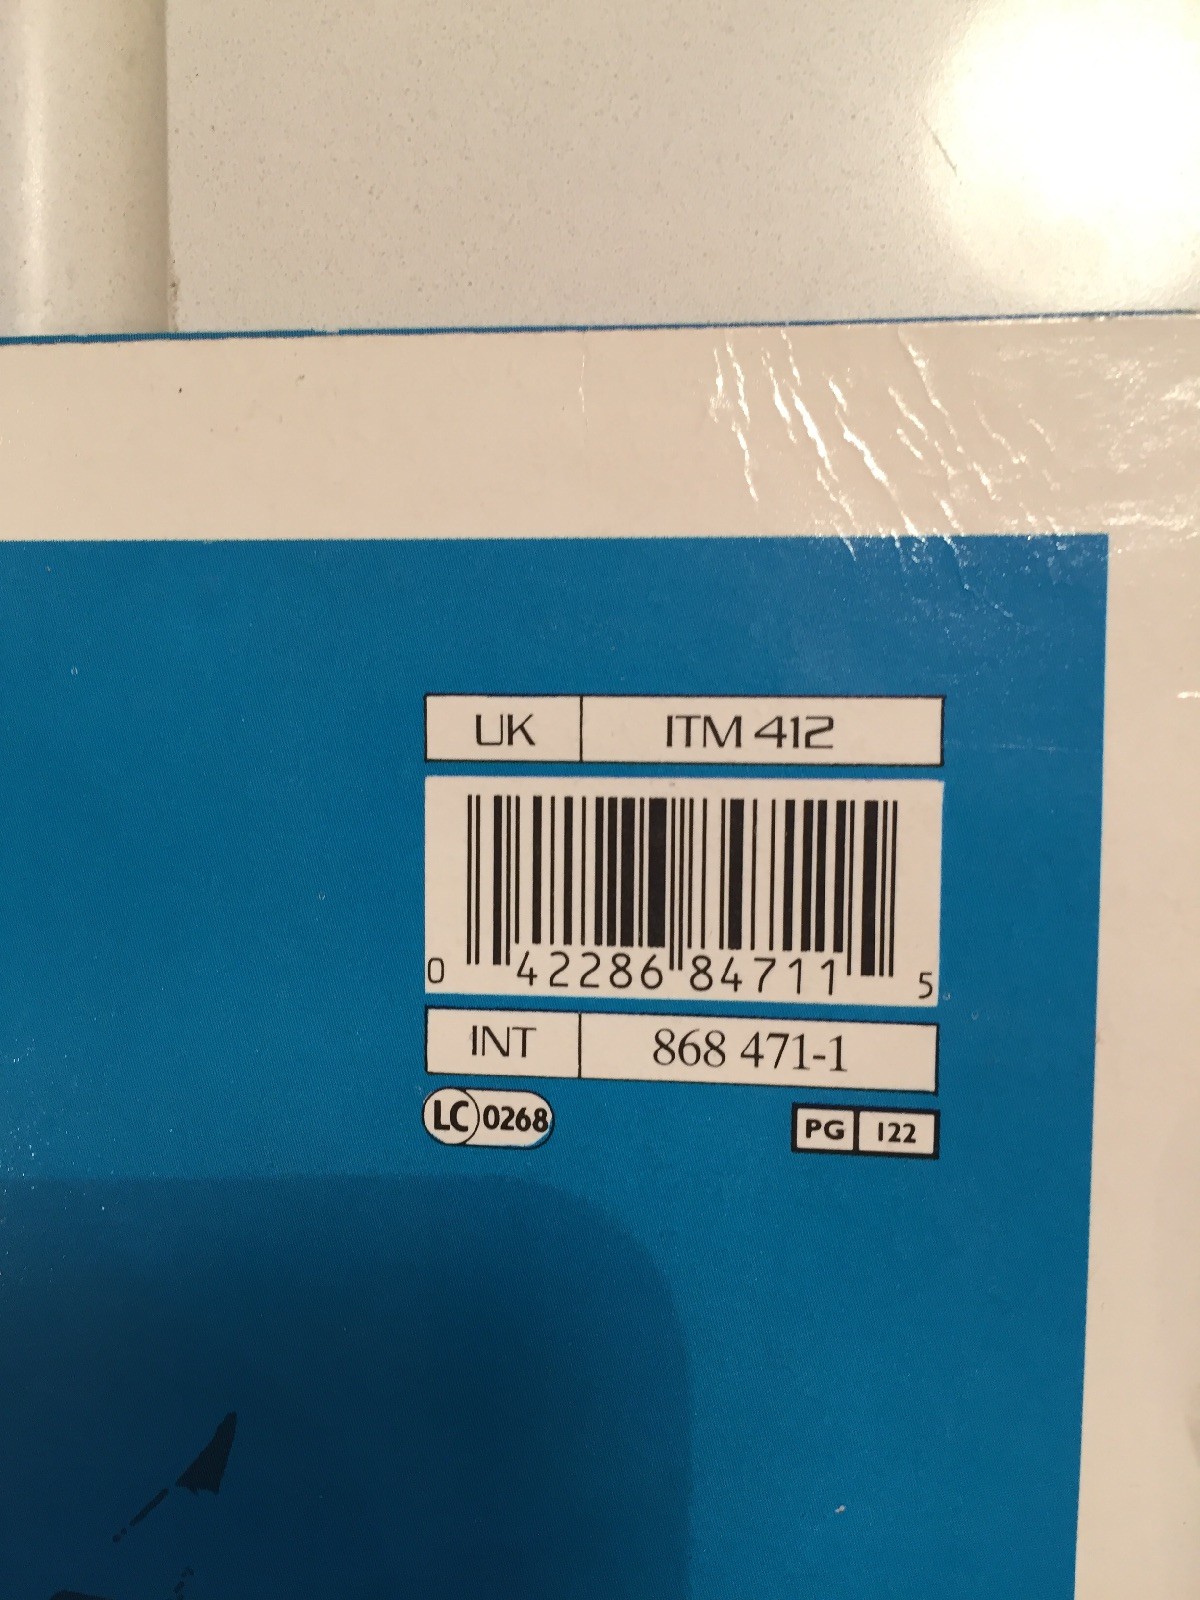 UK ITM 412
0 42286 84711 5
INT 868 471-1
LC 0268 PG 122